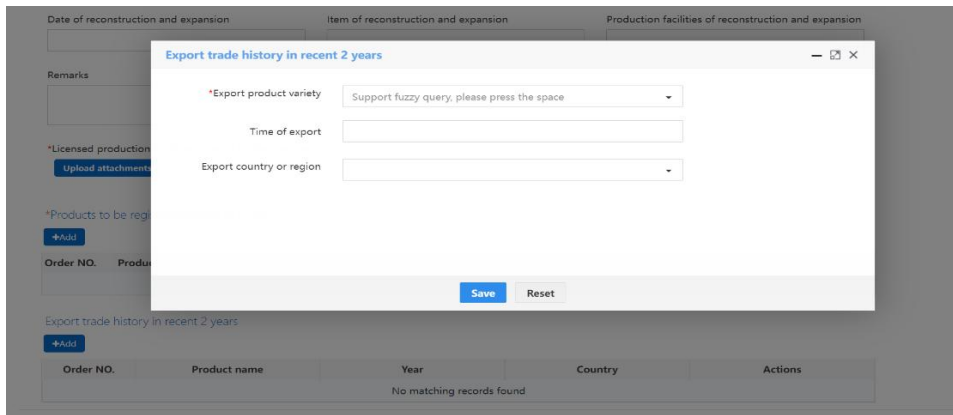 Date of reconstruction and expansion Item of reconstruction and expansion Production facilities of reconstruction and expansion
Export trade history in recent 2 years
Remarks
*Export product variety Support fuzzy query, please press the space
Time of export
*Licensed production
Upload attachments
Export country or region
*Products to be regi
+Add
Order NO. Produ
Save Reset
Export trade history in recent 2 years
+Add
Order NO. Product name Year Country Actions
No matching records found